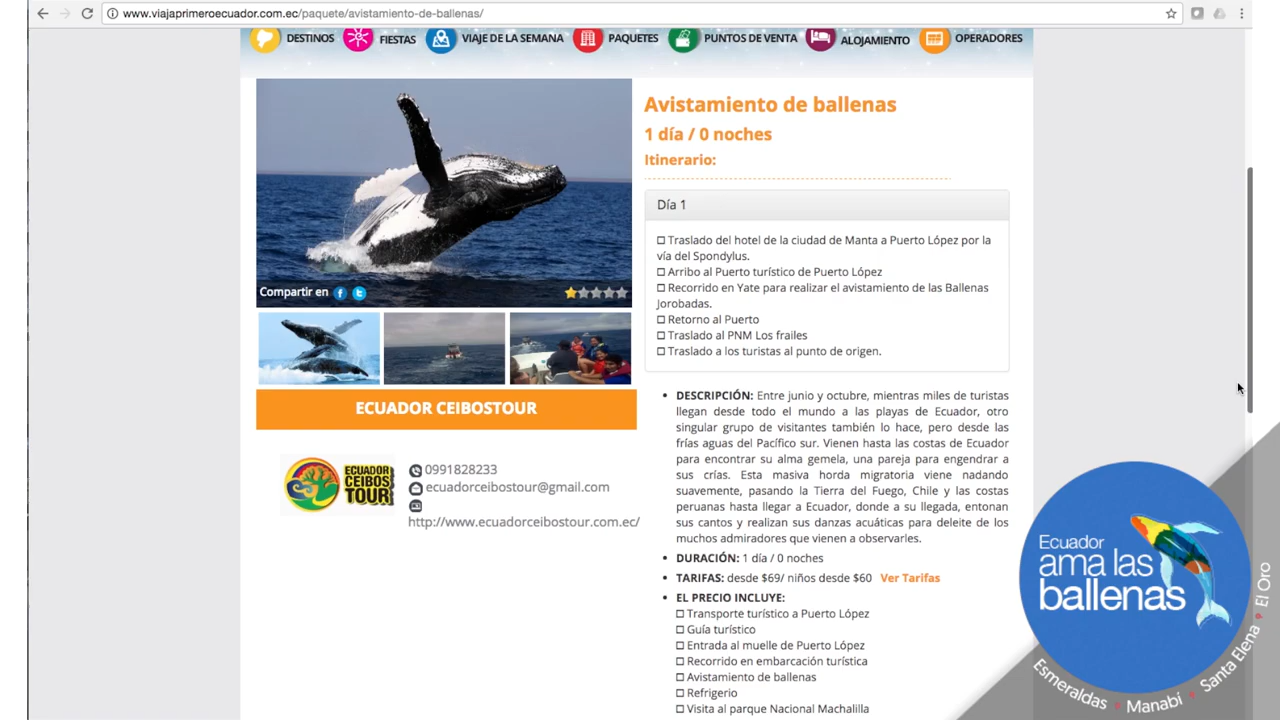 www.viajaprimeroecuador.com.ec/paquete/avistamiento-de-ballenas/
DESTINOS FIESTAS VIAJE DE LA SEMANA PAQUETES PUNTOS DE VENTA ALOJAMIENTO OPERADORES
Compartir en
ECUADOR CEIBOSTOUR
ECUADOR
CEIBOS
TOUR
0991828233
ecuadorceibostour@gmail.com
http://www.ecuadorceibostour.com.ec/
Avistamiento de ballenas
1 día / 0 noches
Itinerario:
Día 1
□ Traslado del hotel de la ciudad de Manta a Puerto López por la
vía del Spondylus.
□ Arribo al Puerto turístico de Puerto López
□ Recorrido en Yate para realizar el avistamiento de las Ballenas
Jorobadas.
□ Retorno al Puerto
□ Traslado al PNM Los frailes
□ Traslado a los turistas al punto de origen.
• DESCRIPCIÓN: Entre junio y octubre, mientras miles de turistas
llegan desde todo el mundo a las playas de Ecuador, otro
singular grupo de visitantes también lo hace, pero desde las
frías aguas del Pacífico sur. Vienen hasta las costas de Ecuador
para encontrar su alma gemela, una pareja para engendrar a
sus crías. Esta masiva horda migratoria viene nadando
suavemente, pasando la Tierra del Fuego, Chile y las costas
peruanas hasta llegar a Ecuador, donde a su llegada, entonan
sus cantos y realizan sus danzas acuáticas para deleite de los
muchos admiradores que vienen a observarles.
• DURACIÓN: 1 día / 0 noches
• TARIFAS: desde $69/ niños desde $60 Ver Tarifas
• EL PRECIO INCLUYE:
□ Transporte turístico a Puerto López
□ Guía turístico
□ Entrada al muelle de Puerto López
□ Recorrido en embarcación turística
□ Avistamiento de ballenas
□ Refrigerio
□ Visita al parque Nacional Machalilla
Ecuador
ama las
ballenas
Esmeraldas • Manabí • Santa Elena • El Oro